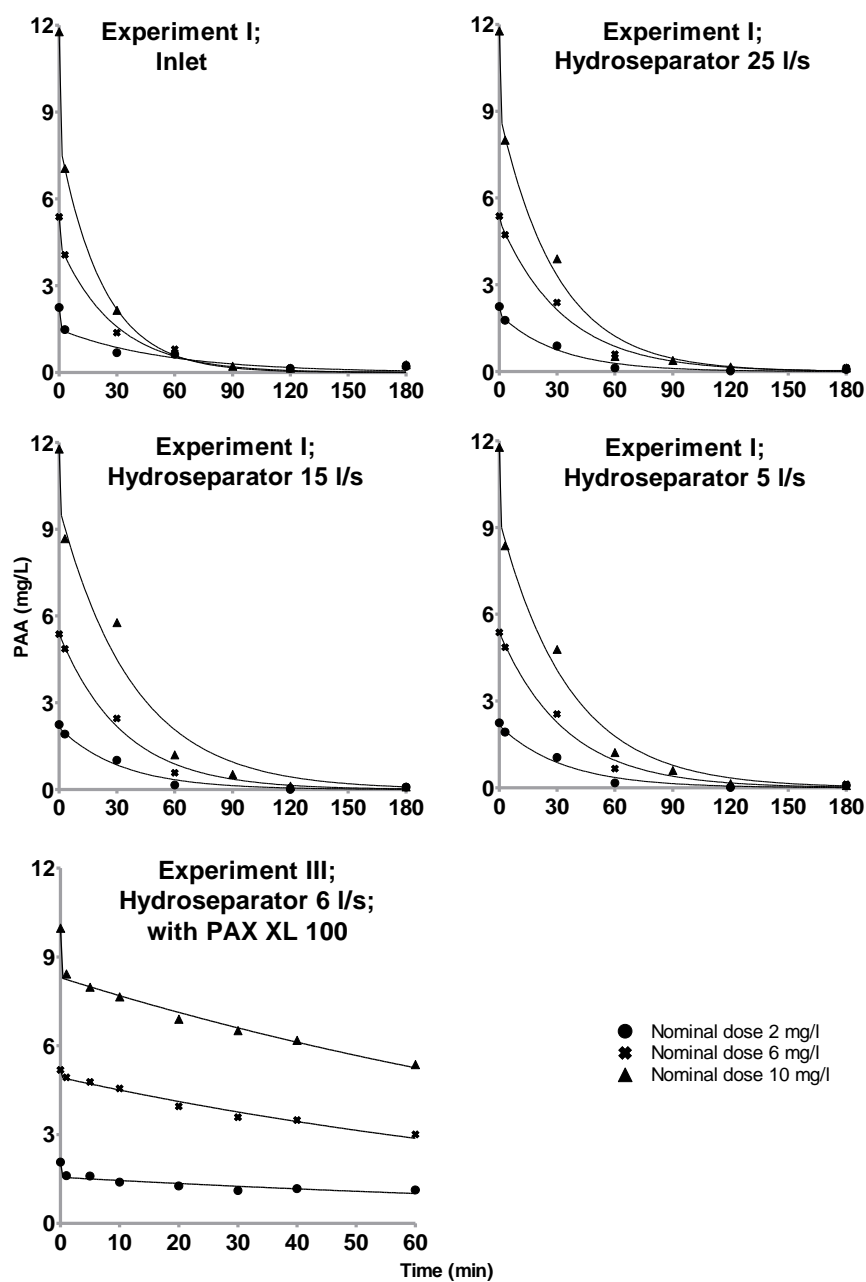 Experiment I;
Inlet
12
9
6
3
0
0 30 60 90 120 150 180
Experiment I;
Hydroseparator 25 l/s
12
9
6
3
0
0 30 60 90 120 150 180
Experiment I;
Hydroseparator 15 l/s
12
9
6
3
0
0 30 60 90 120 150 180
PAA (mg/L)
Experiment I;
Hydroseparator 5 l/s
12
9
6
3
0
0 30 60 90 120 150 180
Experiment III;
Hydroseparator 6 l/s;
with PAX XL 100
12
9
6
3
0
0 10 20 30 40 50 60
Time (min)
Nominal dose 2 mg/l
Nominal dose 6 mg/l
Nominal dose 10 mg/l